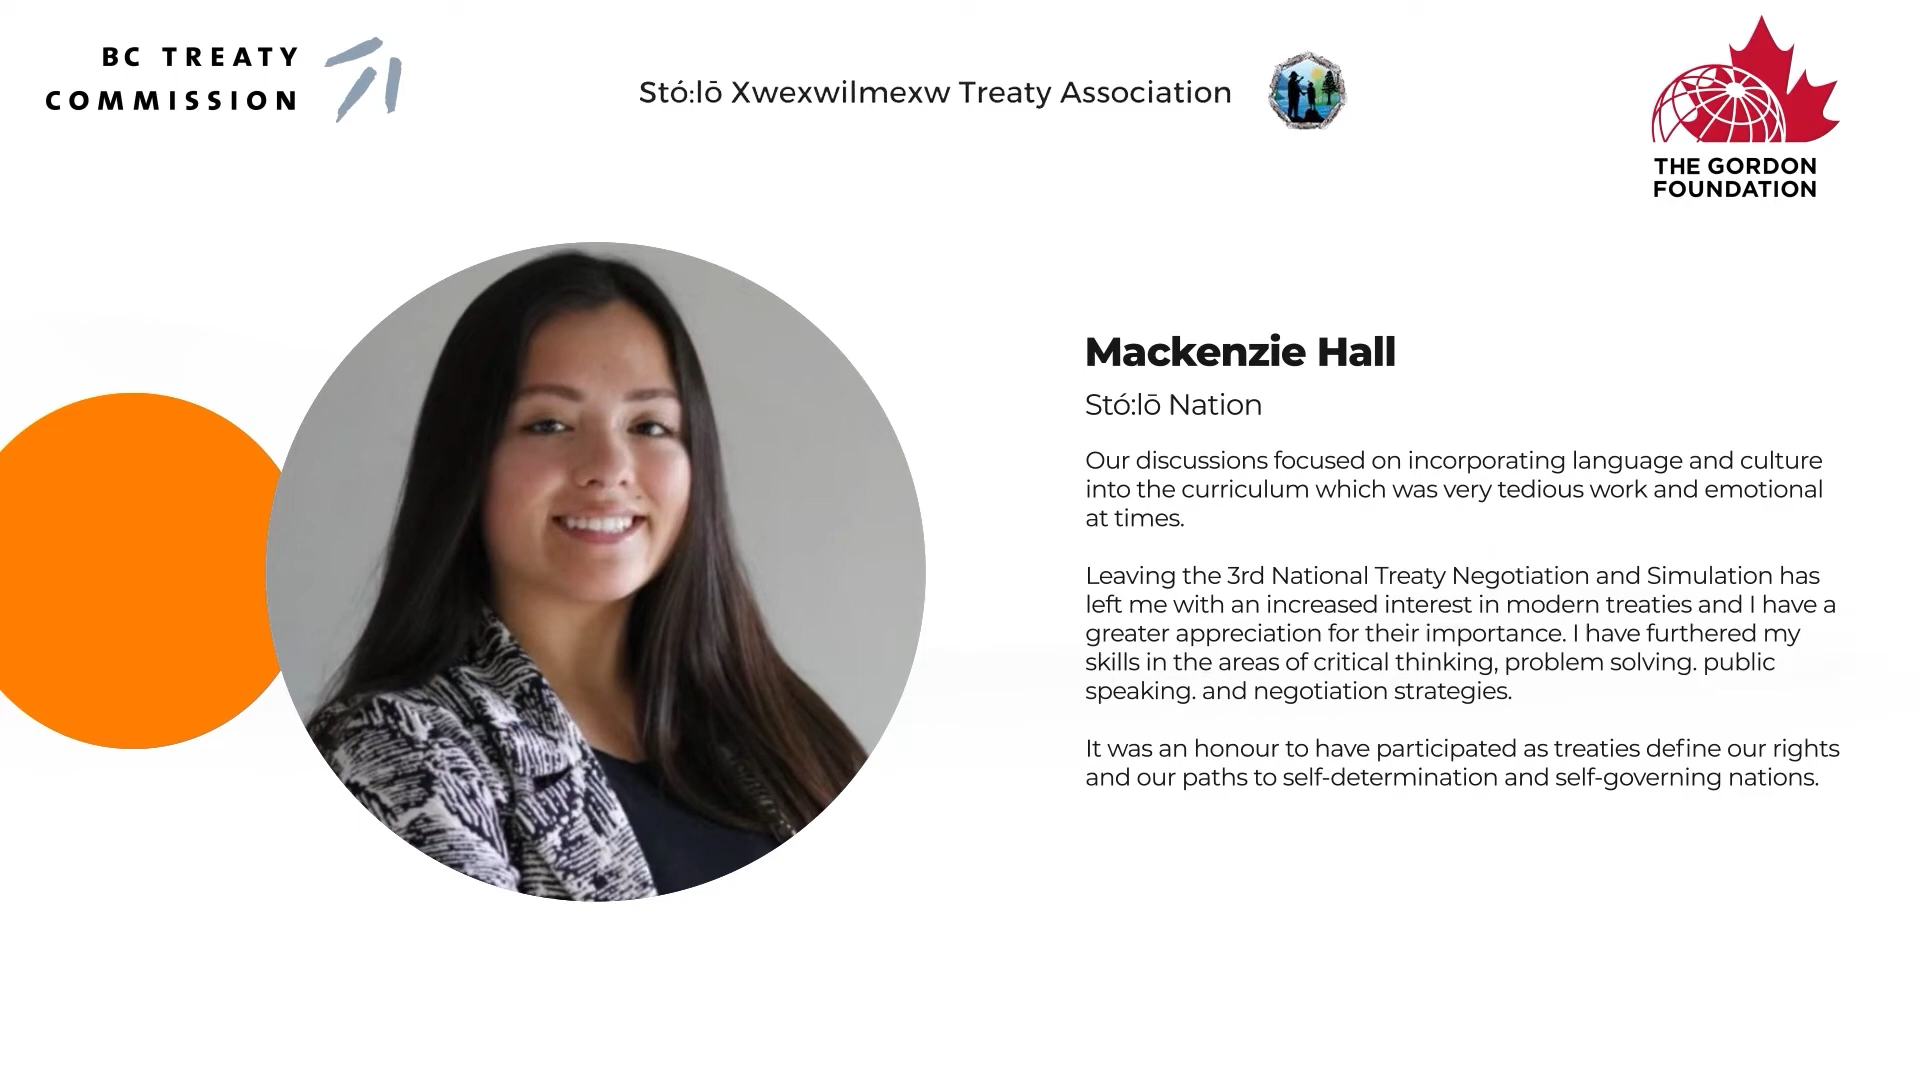 BC TREATY
COMMISSION
Stó:lō Xwexwilmexw Treaty Association
THE GORDON
FOUNDATION
Mackenzie Hall
Stó:lō Nation
Our discussions focused on incorporating language and culture
into the curriculum which was very tedious work and emotional
at times.
Leaving the 3rd National Treaty Negotiation and Simulation has
left me with an increased interest in modern treaties and I have a
greater appreciation for their importance. I have furthered my
skills in the areas of critical thinking, problem solving. public
speaking. and negotiation strategies.
It was an honour to have participated as treaties define our rights
and our paths to self-determination and self-governing nations.